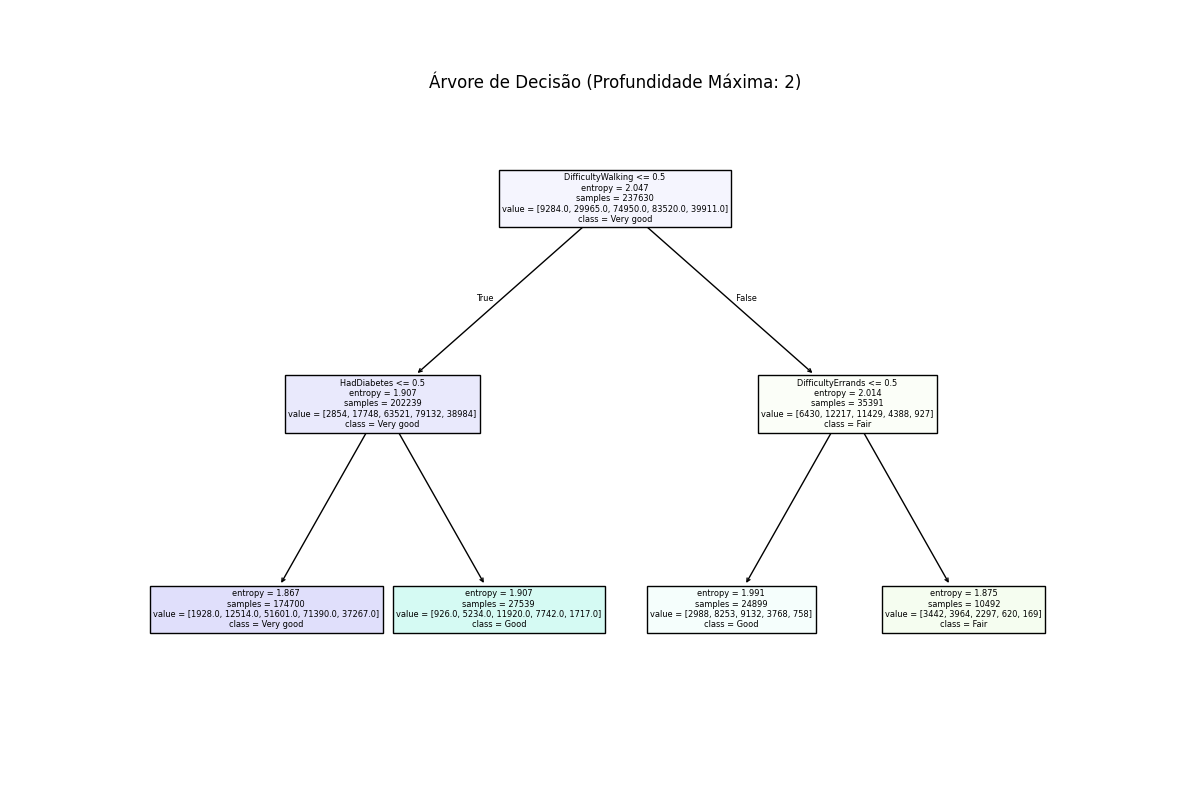 Árvore de Decisão (Profundidade Máxima: 2)
DifficultyWalking <= 0.5
entropy = 2.047
samples = 237630
value = [9284.0, 29965.0, 74950.0, 83520.0, 39911.0]
class = Very good
True
False
HadDiabetes <= 0.5
entropy = 1.907
samples = 202239
value = [2854, 17748, 63521, 79132, 38984]
class = Very good
DifficultyErrands <= 0.5
entropy = 2.014
samples = 35391
value = [6430, 12217, 11429, 4388, 927]
class = Fair
entropy = 1.867
samples = 174700
value = [1928.0, 12514.0, 51601.0, 71390.0, 37267.0]
class = Very good
entropy = 1.907
samples = 27539
value = [926.0, 5234.0, 11920.0, 7742.0, 1717.0]
class = Good
entropy = 1.991
samples = 24899
value = [2988, 8253, 9132, 3768, 758]
class = Good
entropy = 1.875
samples = 10492
value = [3442, 3964, 2297, 620, 169]
class = Fair